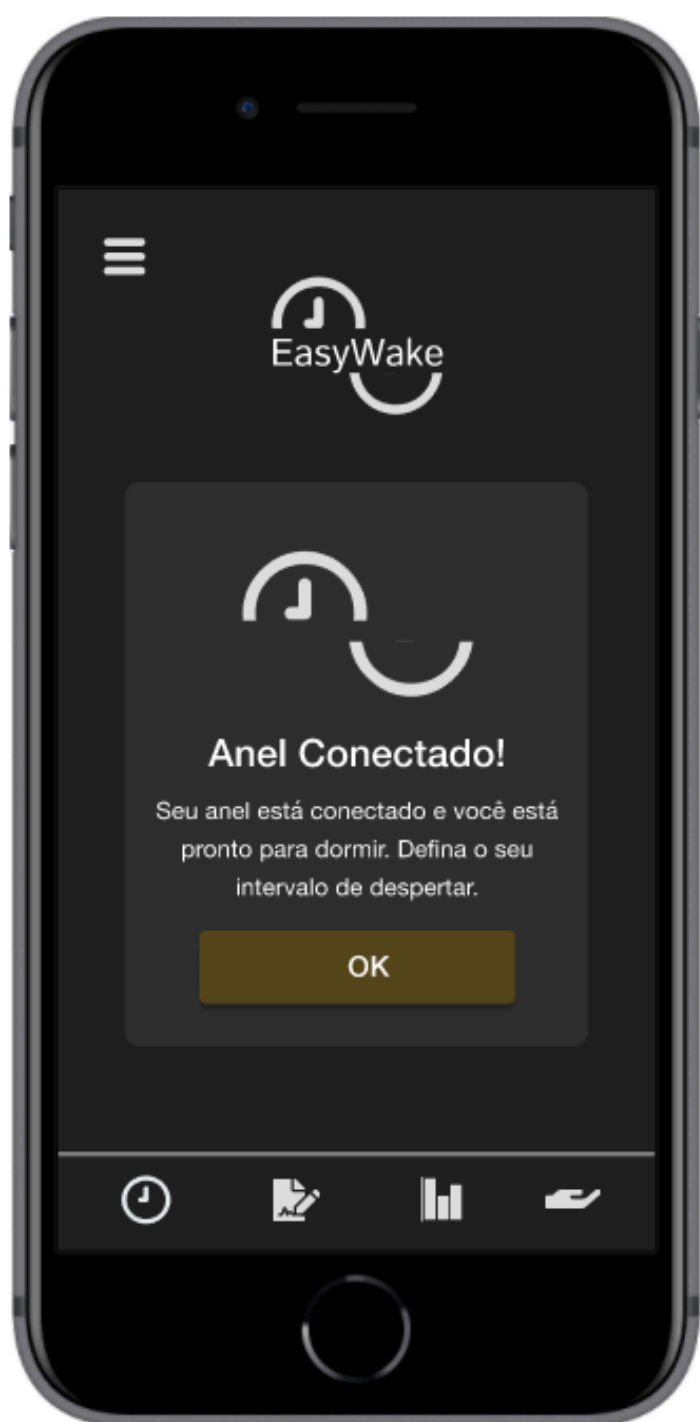 EasyWake
Anel Conectado!
Seu anel está conectado e você está
pronto para dormir. Defina o seu
intervalo de despertar.
OK